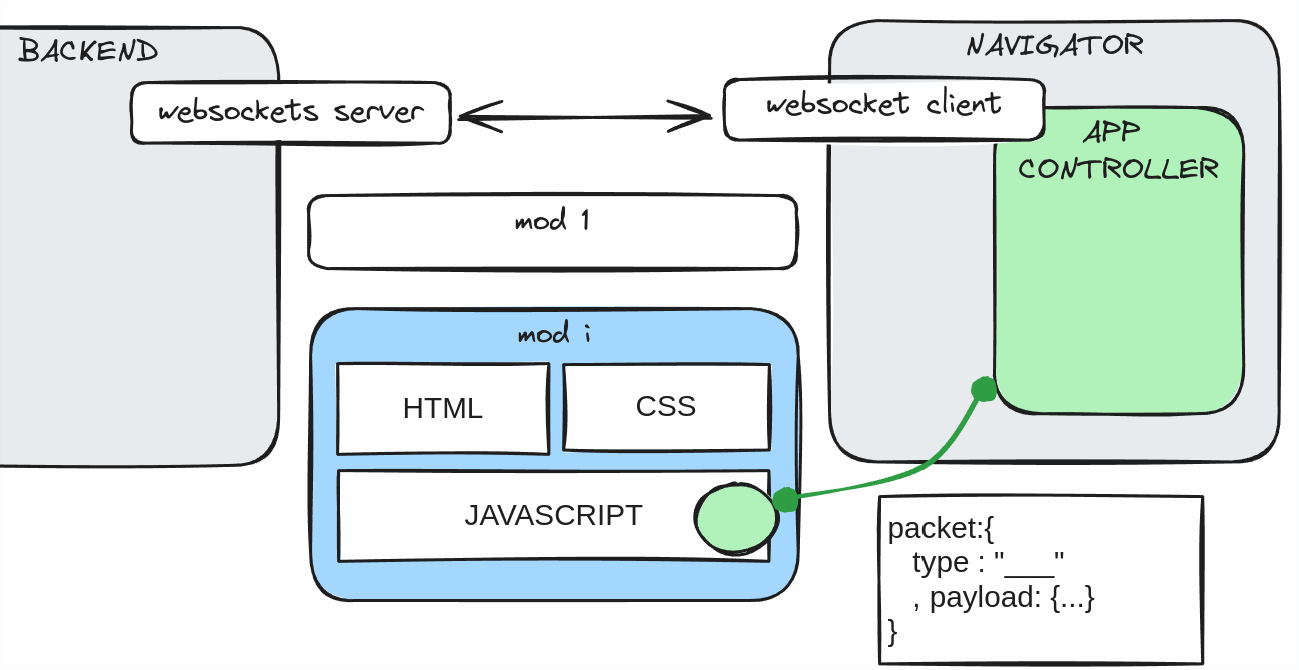 BACKEND
NAVIGATOR
websockets server
websocket client
APP
CONTROLLER
mod 1
mod i
HTML
CSS
JAVASCRIPT
packet:{
type : "___"
, payload: {...}
}